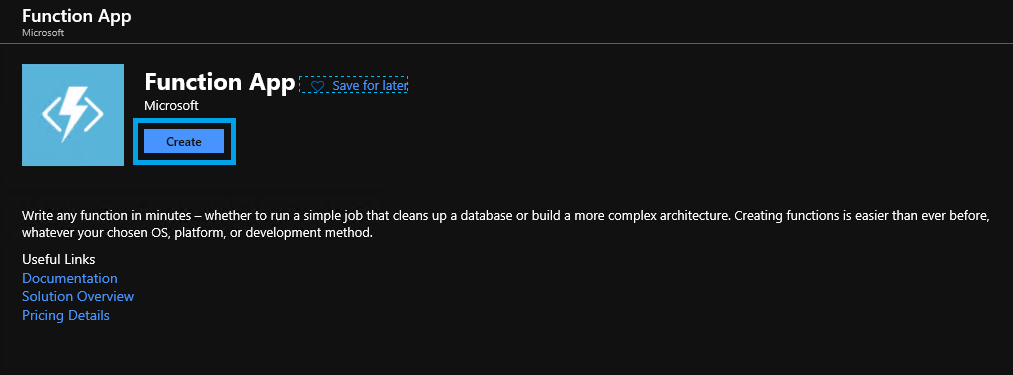 Function App
Microsoft
Function App
Save for later
Microsoft
Create
Write any function in minutes – whether to run a simple job that cleans up a database or build a more complex architecture. Creating functions is easier than ever before,
whatever your chosen OS, platform, or development method.
Useful Links
Documentation
Solution Overview
Pricing Details